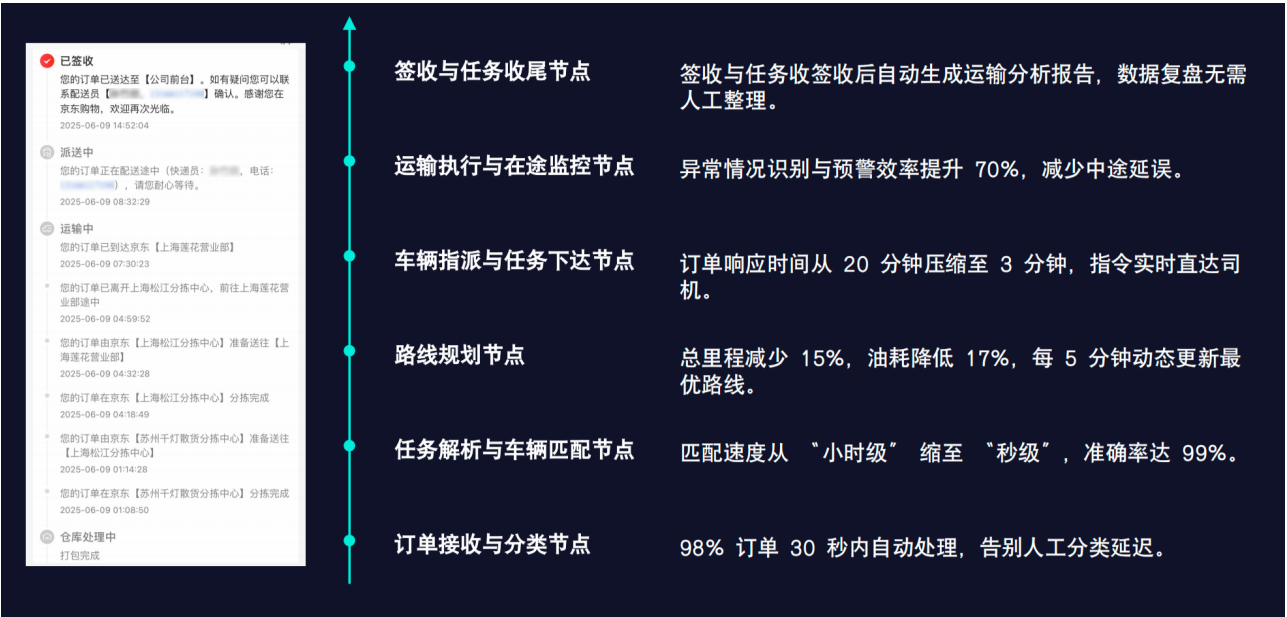 已签收
您的订单已送达至【公司前台】。如有疑问您可以联
系配送员【 】确认。感谢您在
京东购物，欢迎再次光临。
2025-06-09 14:52:04
派送中
您的订单正在配送途中（快递员： ，电话：
），请您耐心等待。
2025-06-09 08:32:29
运输中
您的订单已到达京东【上海莲花营业部】
2025-06-09 07:30:23
您的订单已离开上海松江分拣中心，前往上海莲花营
业部途中
2025-06-09 04:59:52
您的订单由京东【上海松江分拣中心】准备送往【上
海莲花营业部】
2025-06-09 04:32:28
您的订单在京东【上海松江分拣中心】分拣完成
2025-06-09 04:18:49
您的订单由京东【苏州千灯散货分拣中心】准备送往
【上海松江分拣中心】
2025-06-09 01:14:28
您的订单在京东【苏州千灯散货分拣中心】分拣完成
2025-06-09 01:08:50
仓库处理中
打包完成
签收与任务收尾节点
签收与任务收签收后自动生成运输分析报告，数据复盘无需
人工整理。
运输执行与在途监控节点
异常情况识别与预警效率提升 70%，减少中途延误。
车辆指派与任务下达节点
订单响应时间从 20 分钟压缩至 3 分钟，指令实时直达司
机。
路线规划节点
总里程减少 15%，油耗降低 17%，每 5 分钟动态更新最
优路线。
任务解析与车辆匹配节点
匹配速度从 “小时级” 缩至 “秒级”，准确率达 99%。
订单接收与分类节点
98% 订单 30 秒内自动处理，告别人工分类延迟。